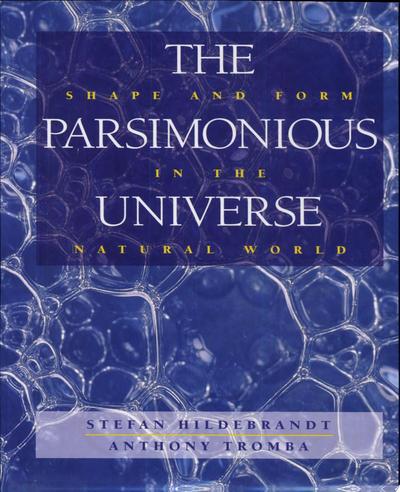 THE
SHAPE AND FORM
PARSIMONIOUS
IN THE
UNIVERSE
NATURAL WORLD
STEFAN HILDEBRANDT
ANTHONY TROMBA